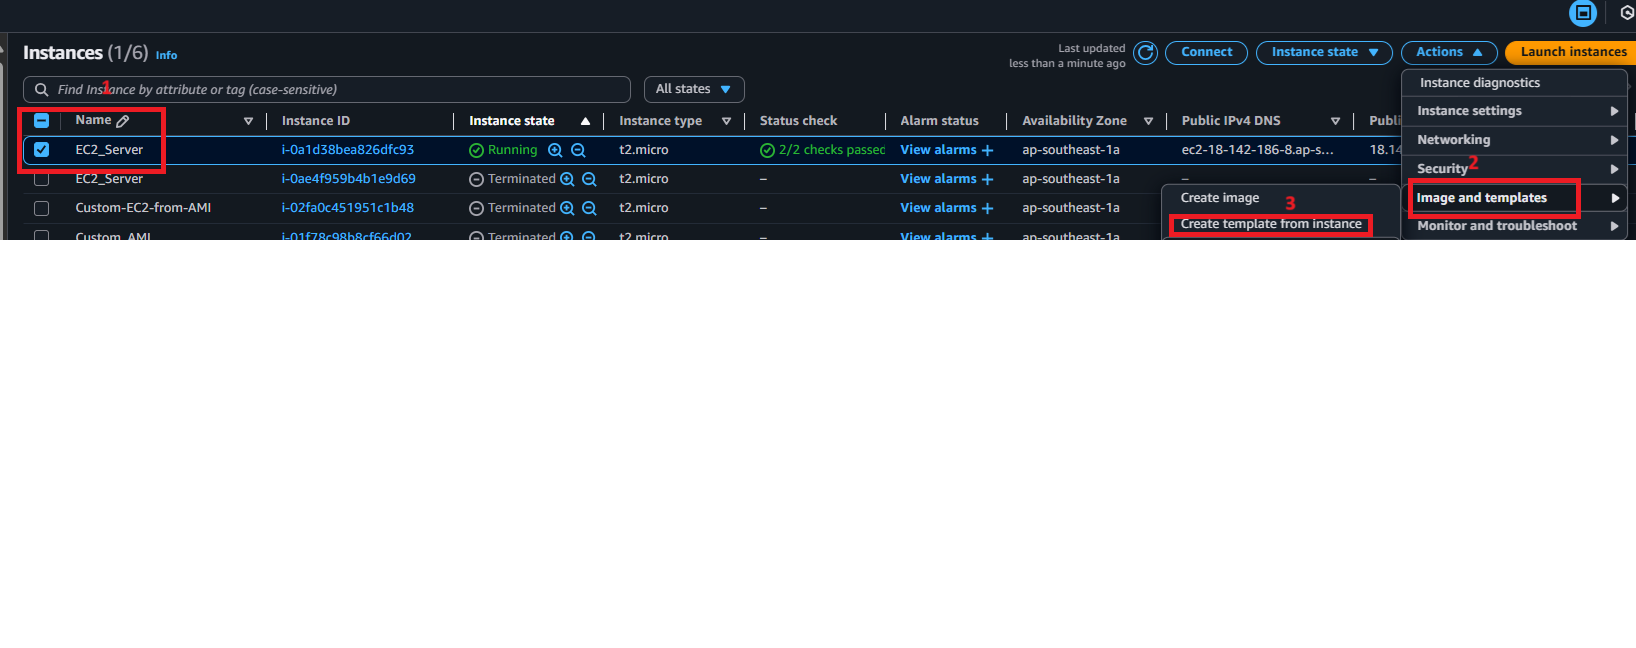 Instances (1/6) Info
Last updated
less than a minute ago
Connect
Instance state
Actions
Launch instances
1
Find Instance by attribute or tag (case-sensitive)
All states
Instance diagnostics
Instance settings
Networking
Security
2
Image and templates
Monitor and troubleshoot
Create image
3
Create template from instance
Name Instance ID Instance state Instance type Status check Alarm status Availability Zone Public IPv4 DNS Publi
EC2_Server i-0a1d38bea826dfc93 Running t2.micro 2/2 checks passed View alarms + ap-southeast-1a ec2-18-142-186-8.ap-s... 18.14
EC2_Server i-0ae4f959b4b1e9d69 Terminated t2.micro – View alarms + ap-southeast-1a – –
Custom-EC2-from-AMI i-02fa0c451951c1b48 Terminated t2.micro – View alarms + ap-southeast-1a
Custom_AMI i-01f78c98b8cf66d02 Terminated t2.micro – View alarms + ap-southeast-1a